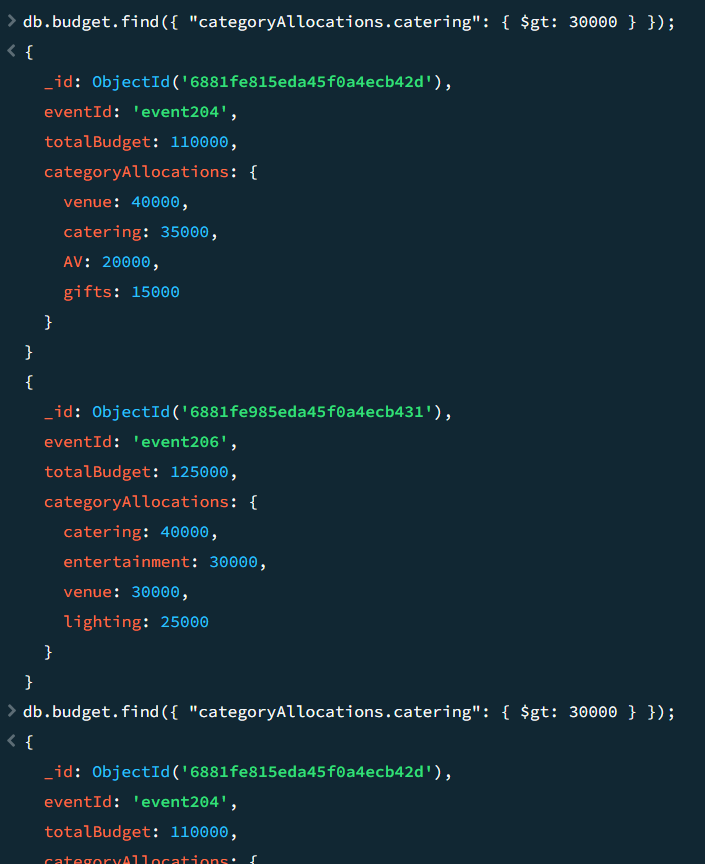 > db.budget.find({ "categoryAllocations.catering": { $gt: 30000 } });
< {
_id: ObjectId('6881fe815eda45f0a4ecb42d'),
eventId: 'event204',
totalBudget: 110000,
categoryAllocations: {
venue: 40000,
catering: 35000,
AV: 20000,
gifts: 15000
}
}
{
_id: ObjectId('6881fe985eda45f0a4ecb431'),
eventId: 'event206',
totalBudget: 125000,
categoryAllocations: {
catering: 40000,
entertainment: 30000,
venue: 30000,
lighting: 25000
}
}
> db.budget.find({ "categoryAllocations.catering": { $gt: 30000 } });
< {
_id: ObjectId('6881fe815eda45f0a4ecb42d'),
eventId: 'event204',
totalBudget: 110000,
categoryAllocations: {